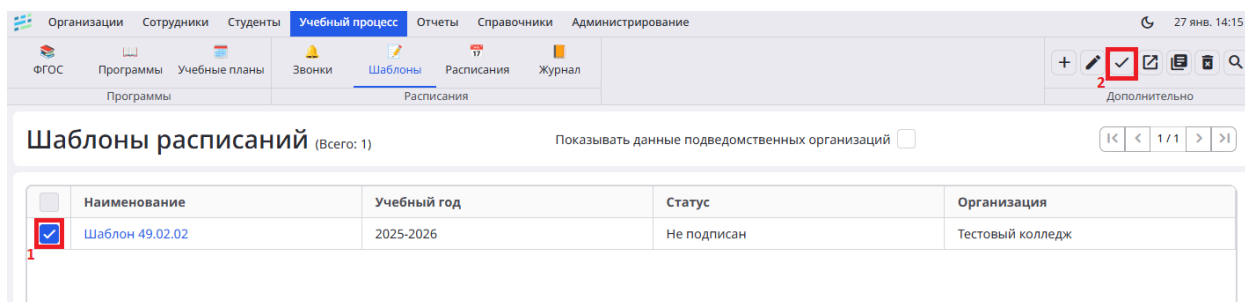 Организации Сотрудники Студенты Учебный процесс Отчеты Справочники Администрирование 27 янв. 14:15
ФГОС Программы Учебные планы Звонки Шаблоны 17 Расписания Журнал
2
Программы Расписания Дополнительно
Шаблоны расписаний (Всего: 1) Показывать данные подведомственных организаций 1 / 1
Наименование Учебный год Статус Организация
Шаблон 49.02.02 2025-2026 Не подписан Тестовый колледж
1